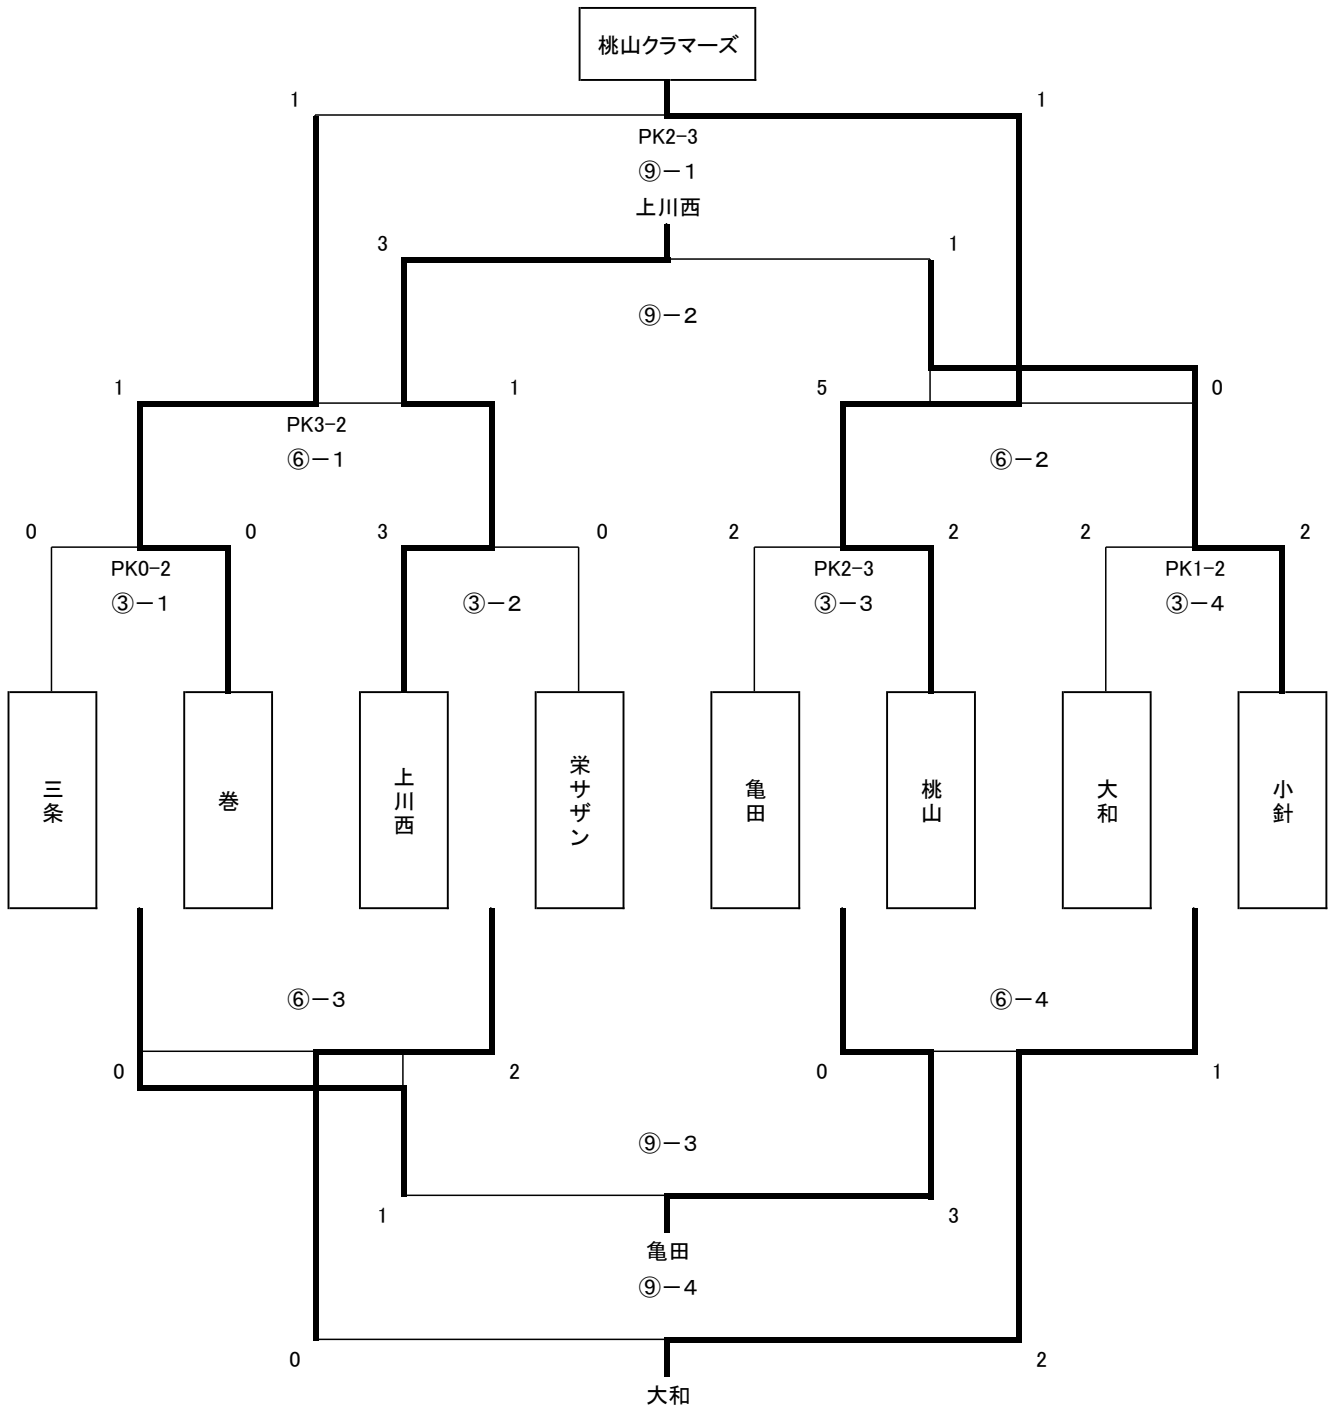 桃山クラマーズ
1 1
PK2-3
⑨－1
上川西
3 1
⑨－2
1 1 5 0
PK3-2
⑥－1 ⑥－2
0 0 3 0 2 2 2 2
PK0-2 PK2-3 PK1-2
③－1 ③－2 ③－3 ③－4
三条
巻
上川西
栄サザン
亀田
桃山
大和
小針
⑥－3 ⑥－4
0 2 0 1
⑨－3
1 3
亀田
⑨－4
0 2
大和